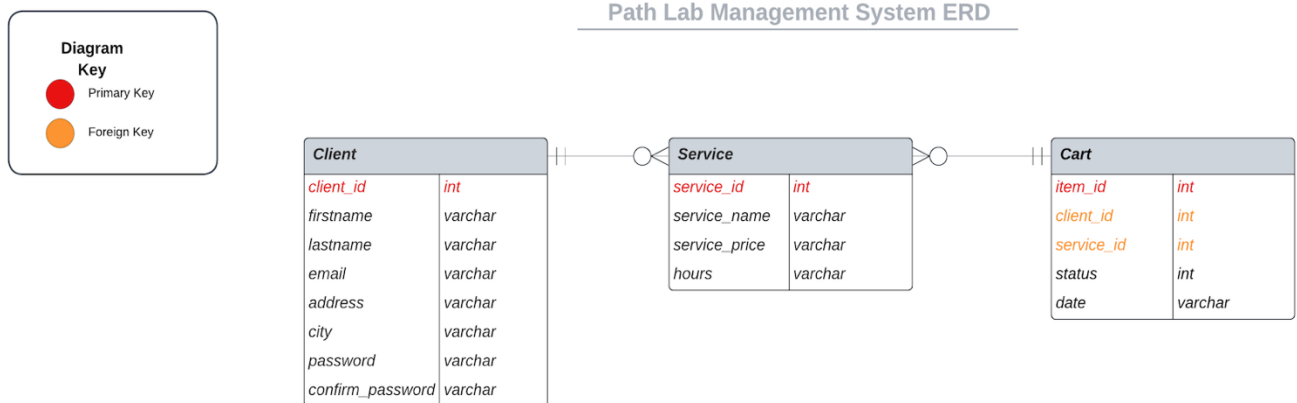 Path Lab Management System ERD
Diagram
Key
Primary Key
Foreign Key
Client
client_id int
firstname varchar
lastname varchar
email varchar
address varchar
city varchar
password varchar
confirm_password varchar
Service
service_id int
service_name varchar
service_price varchar
hours varchar
Cart
item_id int
client_id int
service_id int
status int
date varchar